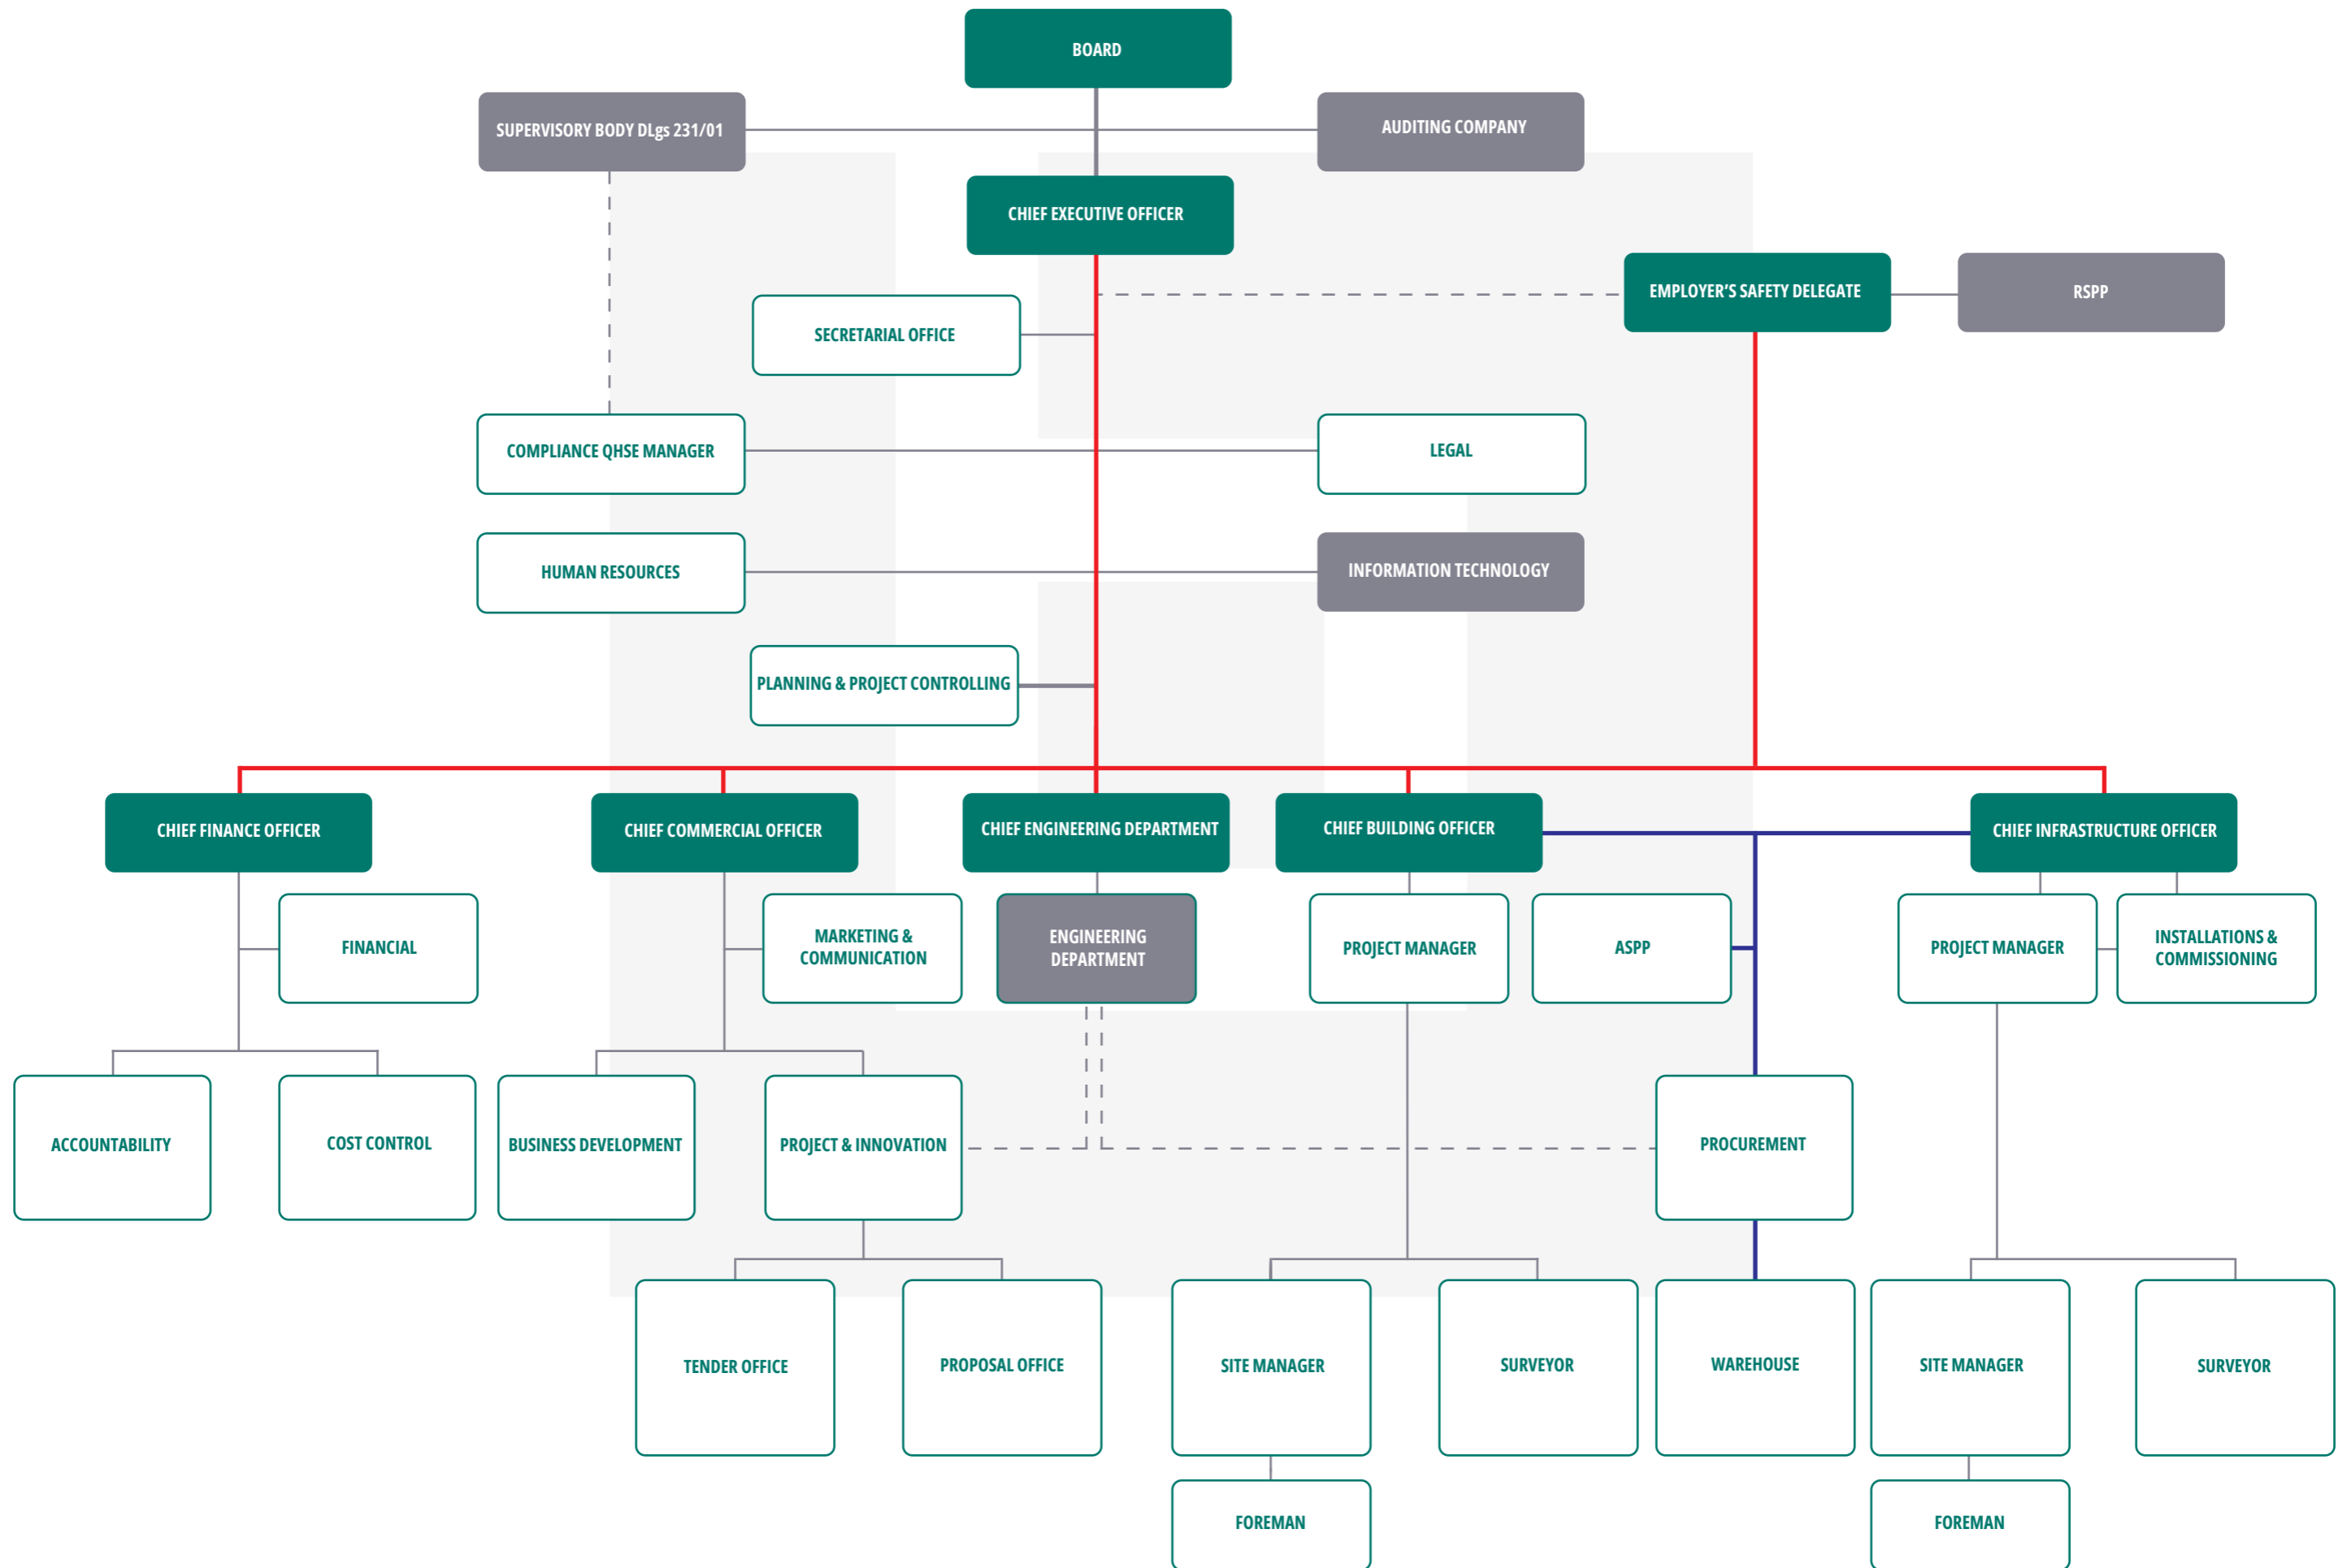 BOARD
SUPERVISORY BODY DLgs 231/01
AUDITING COMPANY
CHIEF EXECUTIVE OFFICER
EMPLOYER'S SAFETY DELEGATE
RSPP
SECRETARIAL OFFICE
COMPLIANCE QHSE MANAGER
LEGAL
HUMAN RESOURCES
INFORMATION TECHNOLOGY
PLANNING & PROJECT CONTROLLING
CHIEF FINANCE OFFICER
CHIEF COMMERCIAL OFFICER
CHIEF ENGINEERING DEPARTMENT
CHIEF BUILDING OFFICER
CHIEF INFRASTRUCTURE OFFICER
FINANCIAL
MARKETING &
COMMUNICATION
ENGINEERING
DEPARTMENT
PROJECT MANAGER
ASPP
PROJECT MANAGER
INSTALLATIONS &
COMMISSIONING
ACCOUNTABILITY
COST CONTROL
BUSINESS DEVELOPMENT
PROJECT & INNOVATION
PROCUREMENT
TENDER OFFICE
PROPOSAL OFFICE
SITE MANAGER
SURVEYOR
WAREHOUSE
SITE MANAGER
SURVEYOR
FOREMAN
FOREMAN